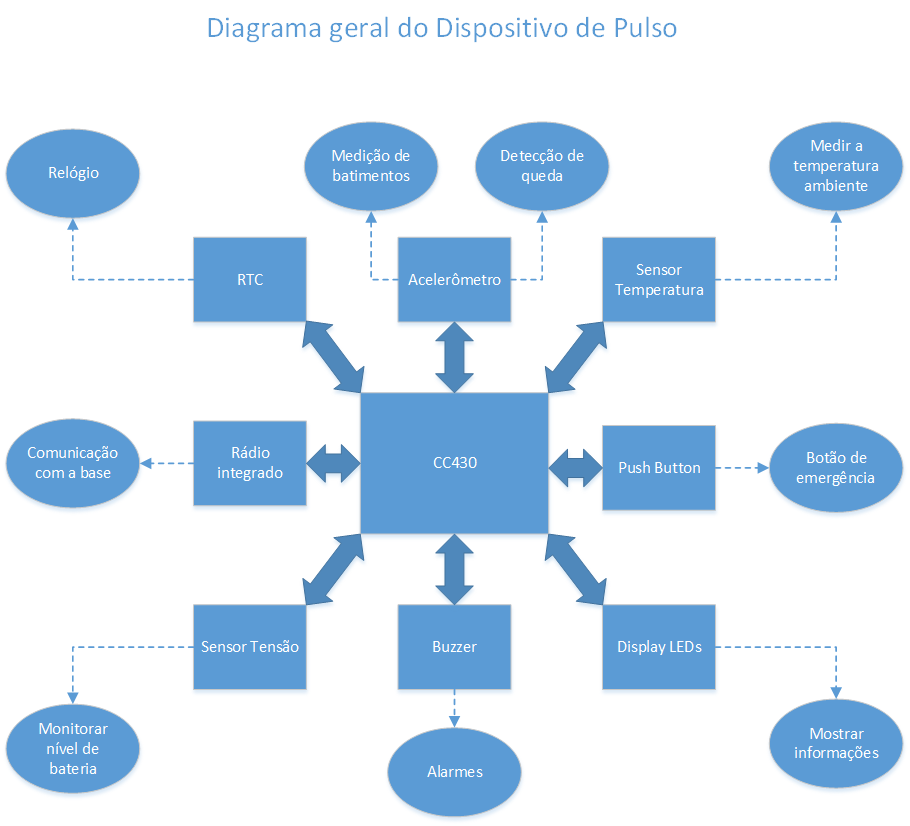 Diagrama geral do Dispositivo de Pulso
Relógio
Medição de
batimentos
Detecção de
queda
Medir a
temperatura
ambiente
RTC
Acelerômetro
Sensor
Temperatura
Comunicação
com a base
Rádio
integrado
CC430
Push Button
Botão de
emergência
Sensor Tensão
Buzzer
Display LEDs
Monitorar
nível de
bateria
Alarmes
Mostrar
informações